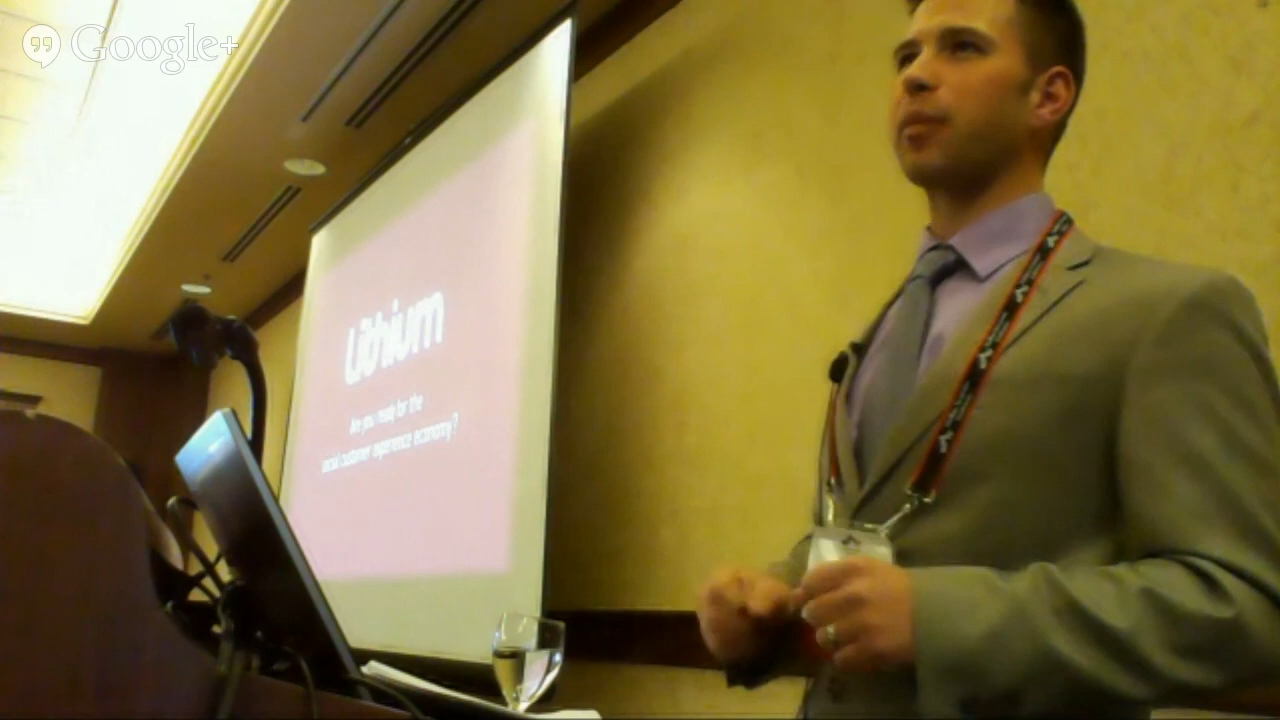 Google+
Lithium
Are you ready for the
social customer experience economy?